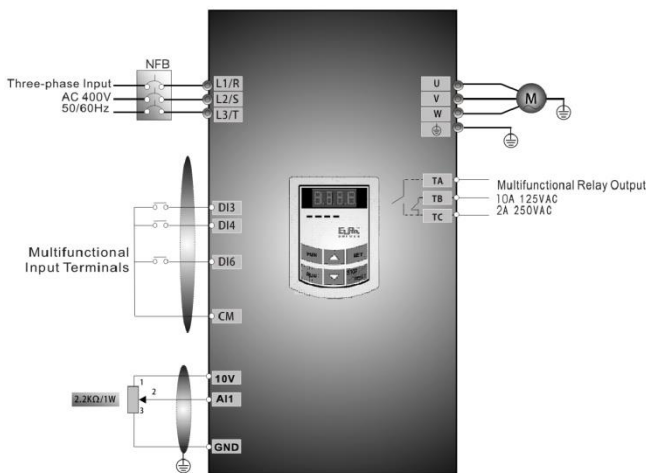 NFB
Three-phase Input
AC 400V
50/60Hz
L1/R
L2/S
L3/T
U
V
W
M
TA
TB
TC
Multifunctional Relay Output
10A 125VAC
2A 250VAC
DI3
DI4
DI6
CM
Multifunctional
Input Terminals
RUN
10V
AI1
GND
1
2
3
2.2KΩ/1W